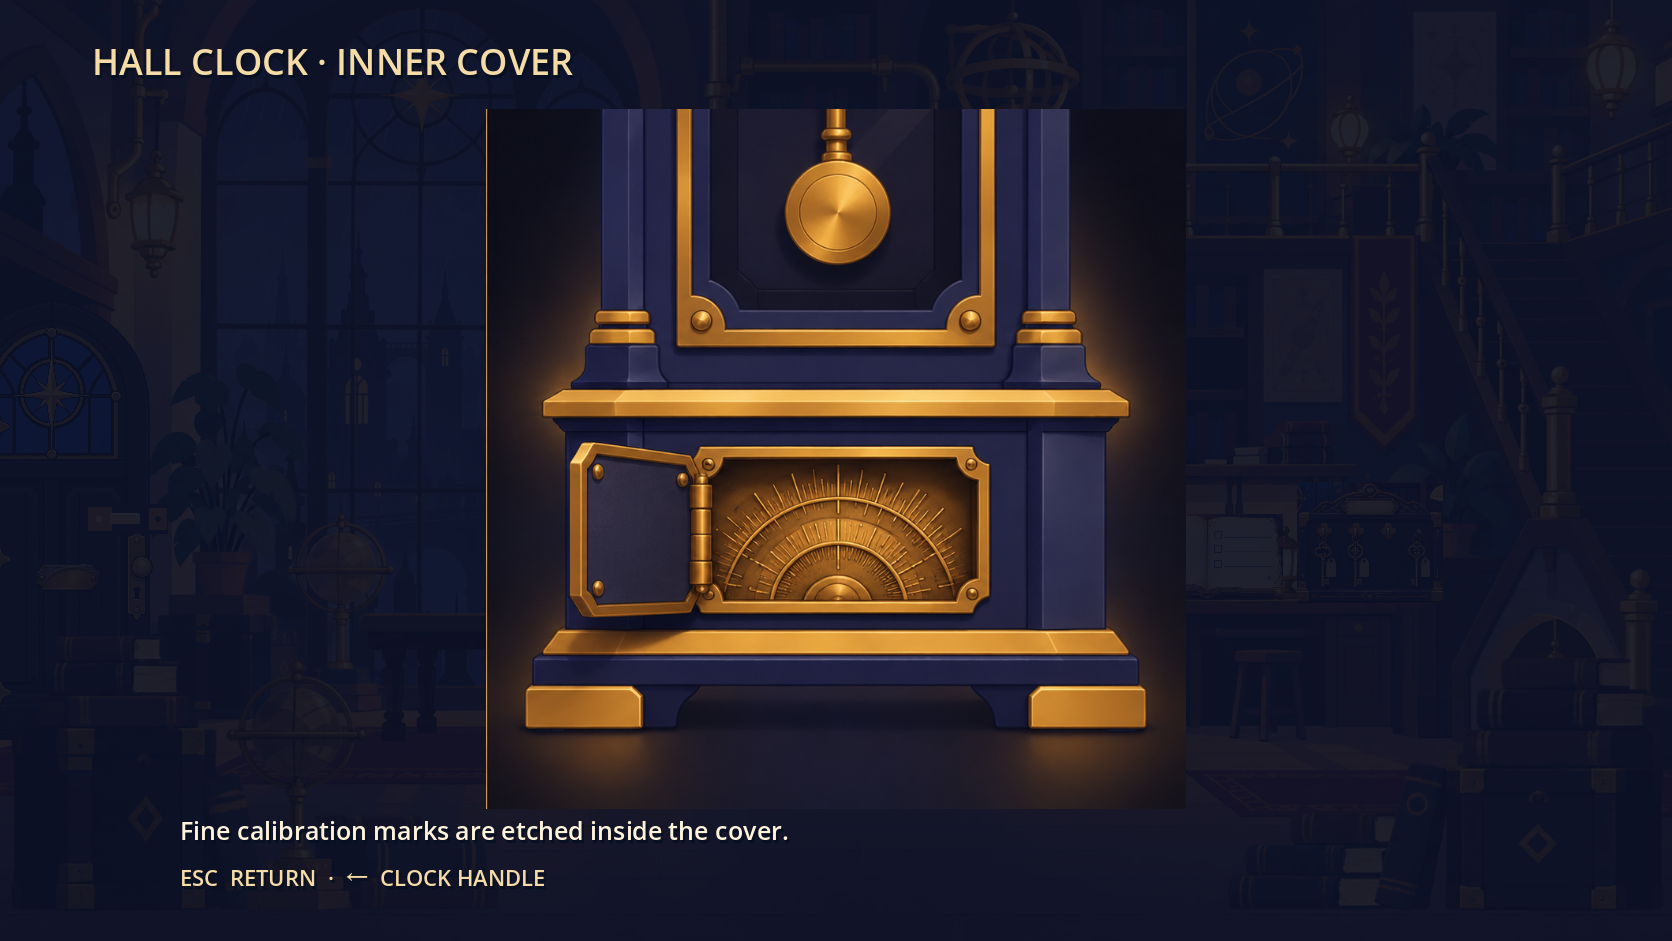 HALL CLOCK · INNER COVER
Fine calibration marks are etched inside the cover.
ESC RETURN · ← CLOCK HANDLE